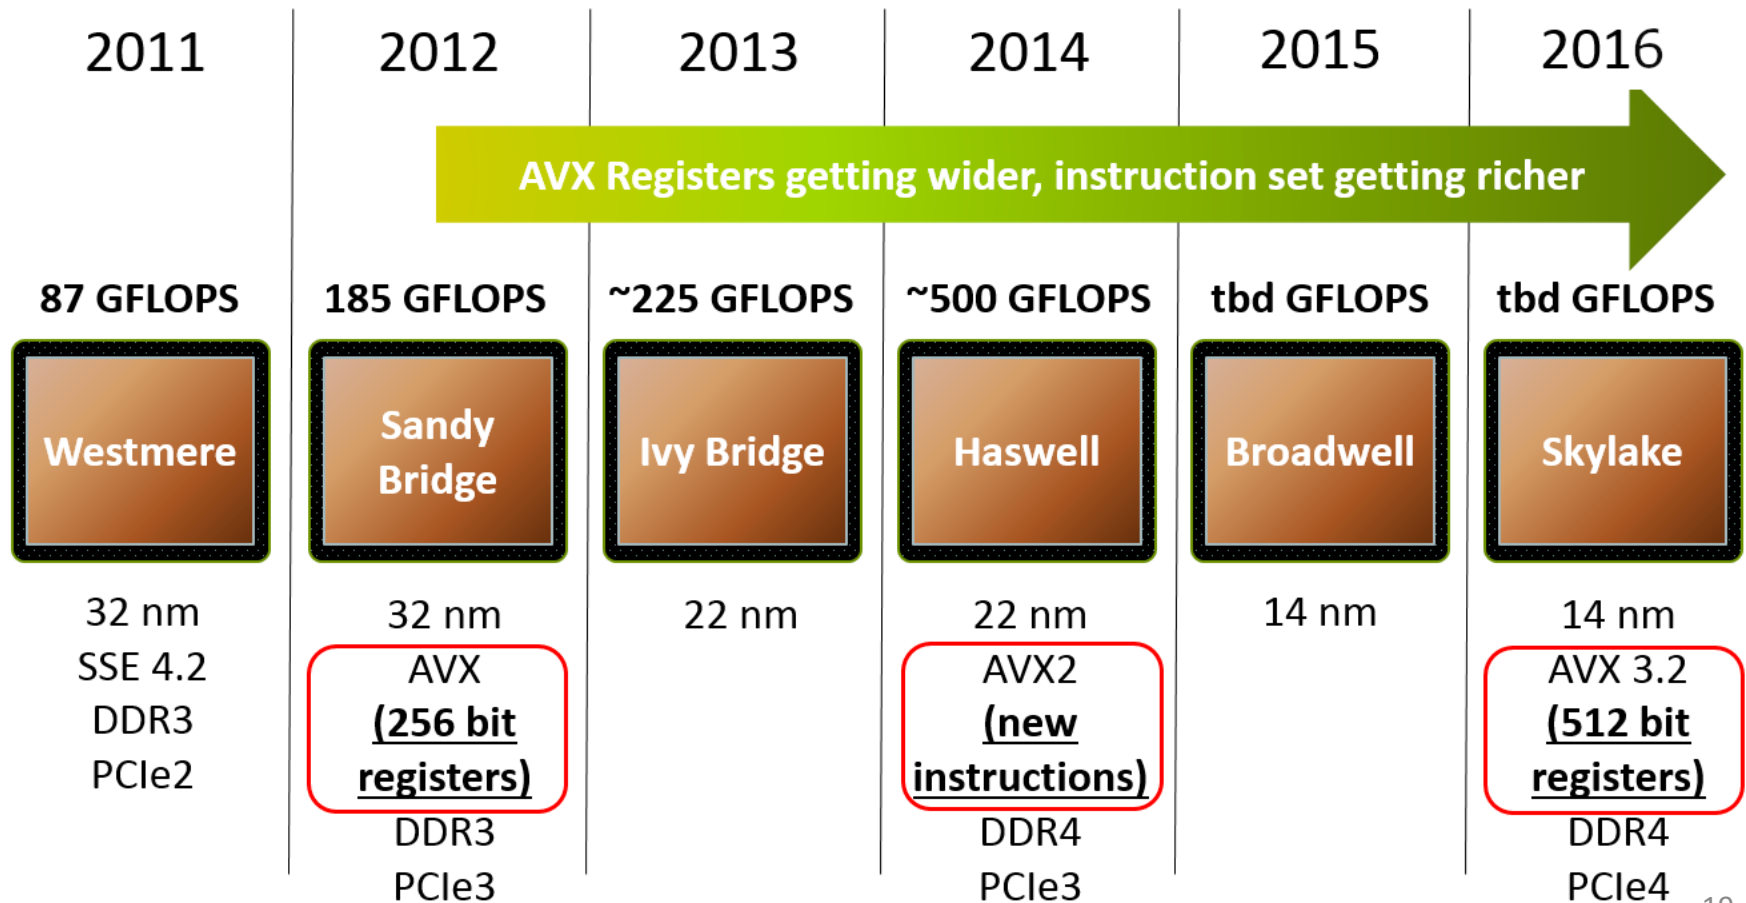 2011
2012
2013
2014
2015
2016
AVX Registers getting wider, instruction set getting richer
87 GFLOPS
185 GFLOPS
~225 GFLOPS
~500 GFLOPS
tbd GFLOPS
tbd GFLOPS
Westmere
Sandy
Bridge
Ivy Bridge
Haswell
Broadwell
Skylake
32 nm
SSE 4.2
DDR3
PCIe2
32 nm
AVX
(256 bit
registers)
DDR3
PCIe3
22 nm
22 nm
AVX2
(new
instructions)
DDR4
PCIe3
14 nm
14 nm
AVX 3.2
(512 bit
registers)
DDR4
PCIe4